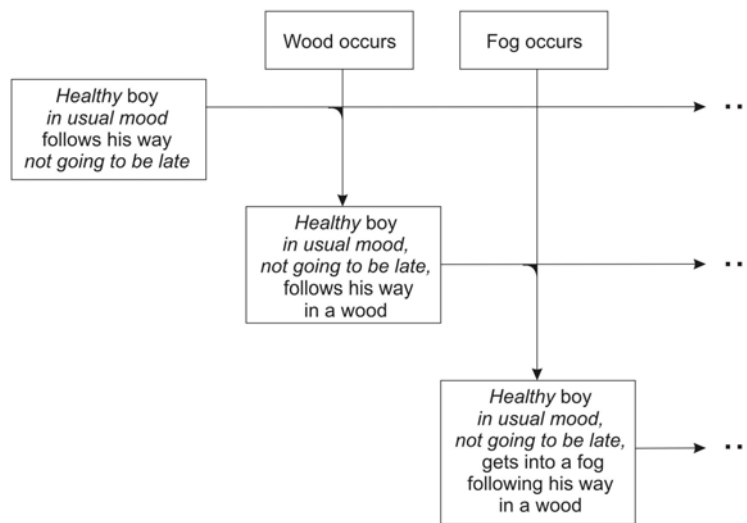 Wood occurs
Fog occurs
Healthy boy
in usual mood
follows his way
not going to be late
..
Healthy boy
in usual mood,
not going to be late,
follows his way
in a wood
..
Healthy boy
in usual mood,
not going to be late,
gets into a fog
following his way
in a wood
..